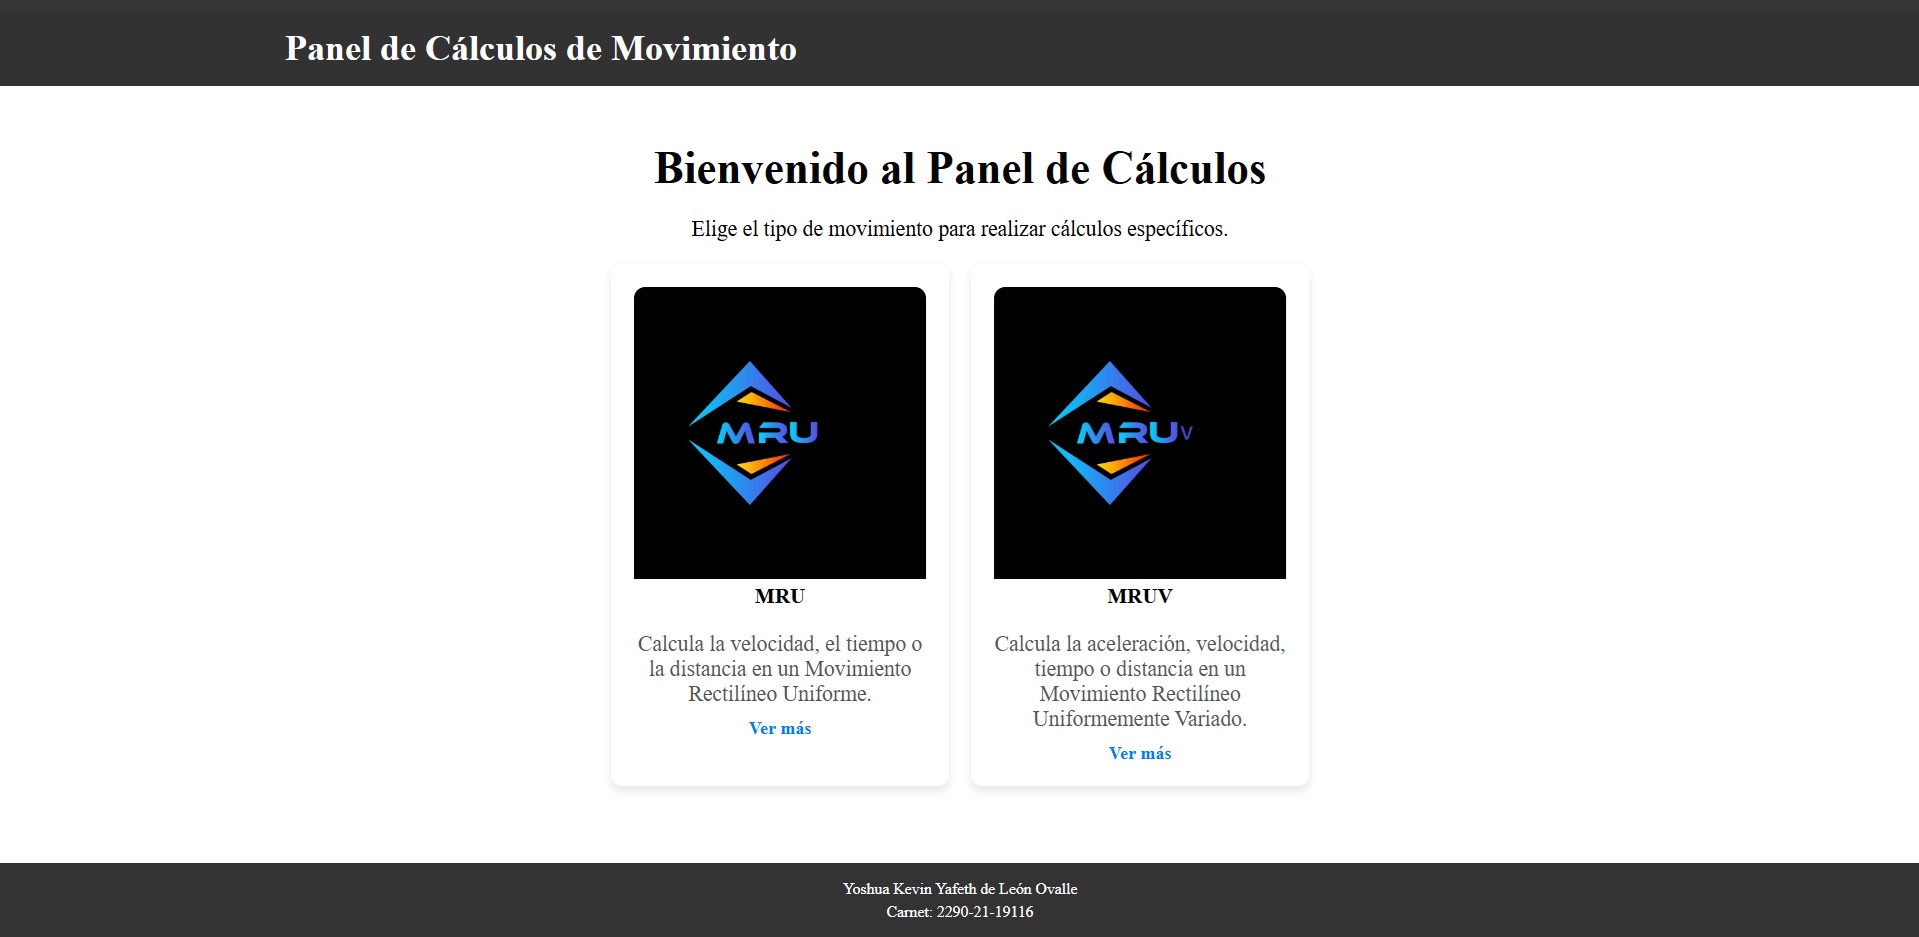 Panel de Cálculos de Movimiento
Bienvenido al Panel de Cálculos
Elige el tipo de movimiento para realizar cálculos específicos.
MRU
MRU
Calcula la velocidad, el tiempo o
la distancia en un Movimiento
Rectilíneo Uniforme.
Ver más
MRUV
MRUV
Calcula la aceleración, velocidad,
tiempo o distancia en un
Movimiento Rectilíneo
Uniformemente Variado.
Ver más
Yoshua Kevin Yafeth de León Ovalle
Carnet: 2290-21-19116